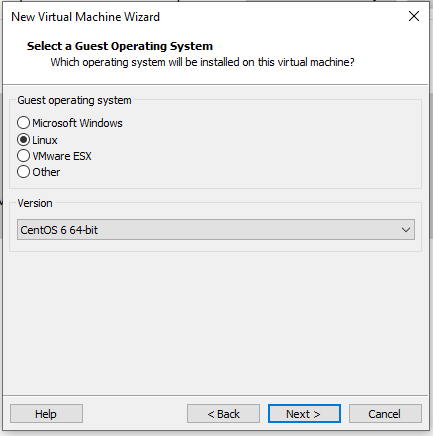 New Virtual Machine Wizard
Select a Guest Operating System
Which operating system will be installed on this virtual machine?
Guest operating system
Microsoft Windows
Linux
VMware ESX
Other
Version
CentOS 6 64-bit
Help
< Back
Next >
Cancel